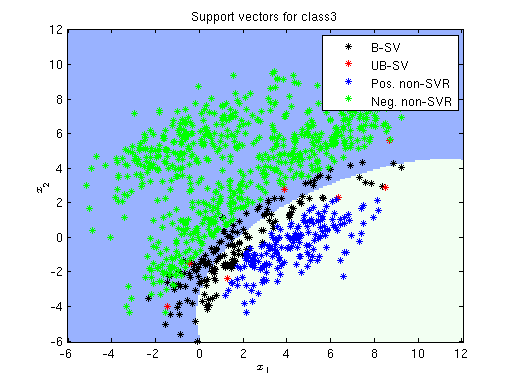 Support vectors for class3
12
10
8
6
4
2
0
-2
-4
-6
-6 -4 -2 0 2 4 6 8 10 12
x2
x1
B-SV
UB-SV
Pos. non-SVR
Neg. non-SVR